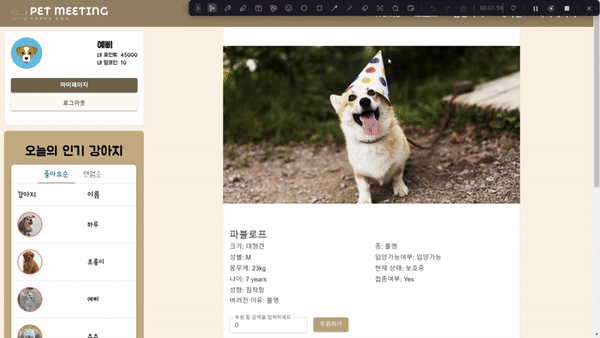 PET MEETING
HOME
00:01:59
예삐
내 포인트: 45000
내 멍코인: 10
마이페이지
로그아웃
오늘의 인기 강아지
좋아요순
랜덤순
강아지
이름
하루
초롱이
예삐
파블로프
크기: 대형견
종: 불명
성별: M
입양가능여부: 입양가능
몸무게: 23kg
현재 상태: 보호중
나이: 7 years
접종여부: Yes
성향: 침착함
버려진 이유: 불명
후원 할 금액을 입력하세요
0
후원하기